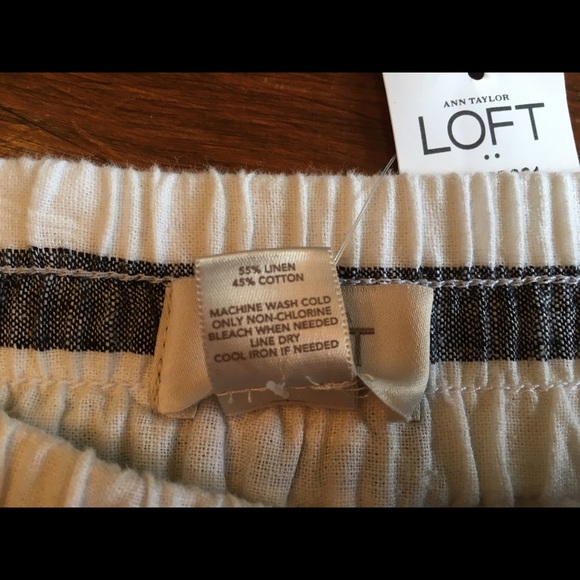 ANN TAYLOR
LOFT
55% LINEN
45% COTTON
MACHINE WASH COLD
ONLY NON-CHLORINE
BLEACH WHEN NEEDED
LINE DRY
COOL IRON IF NEEDED